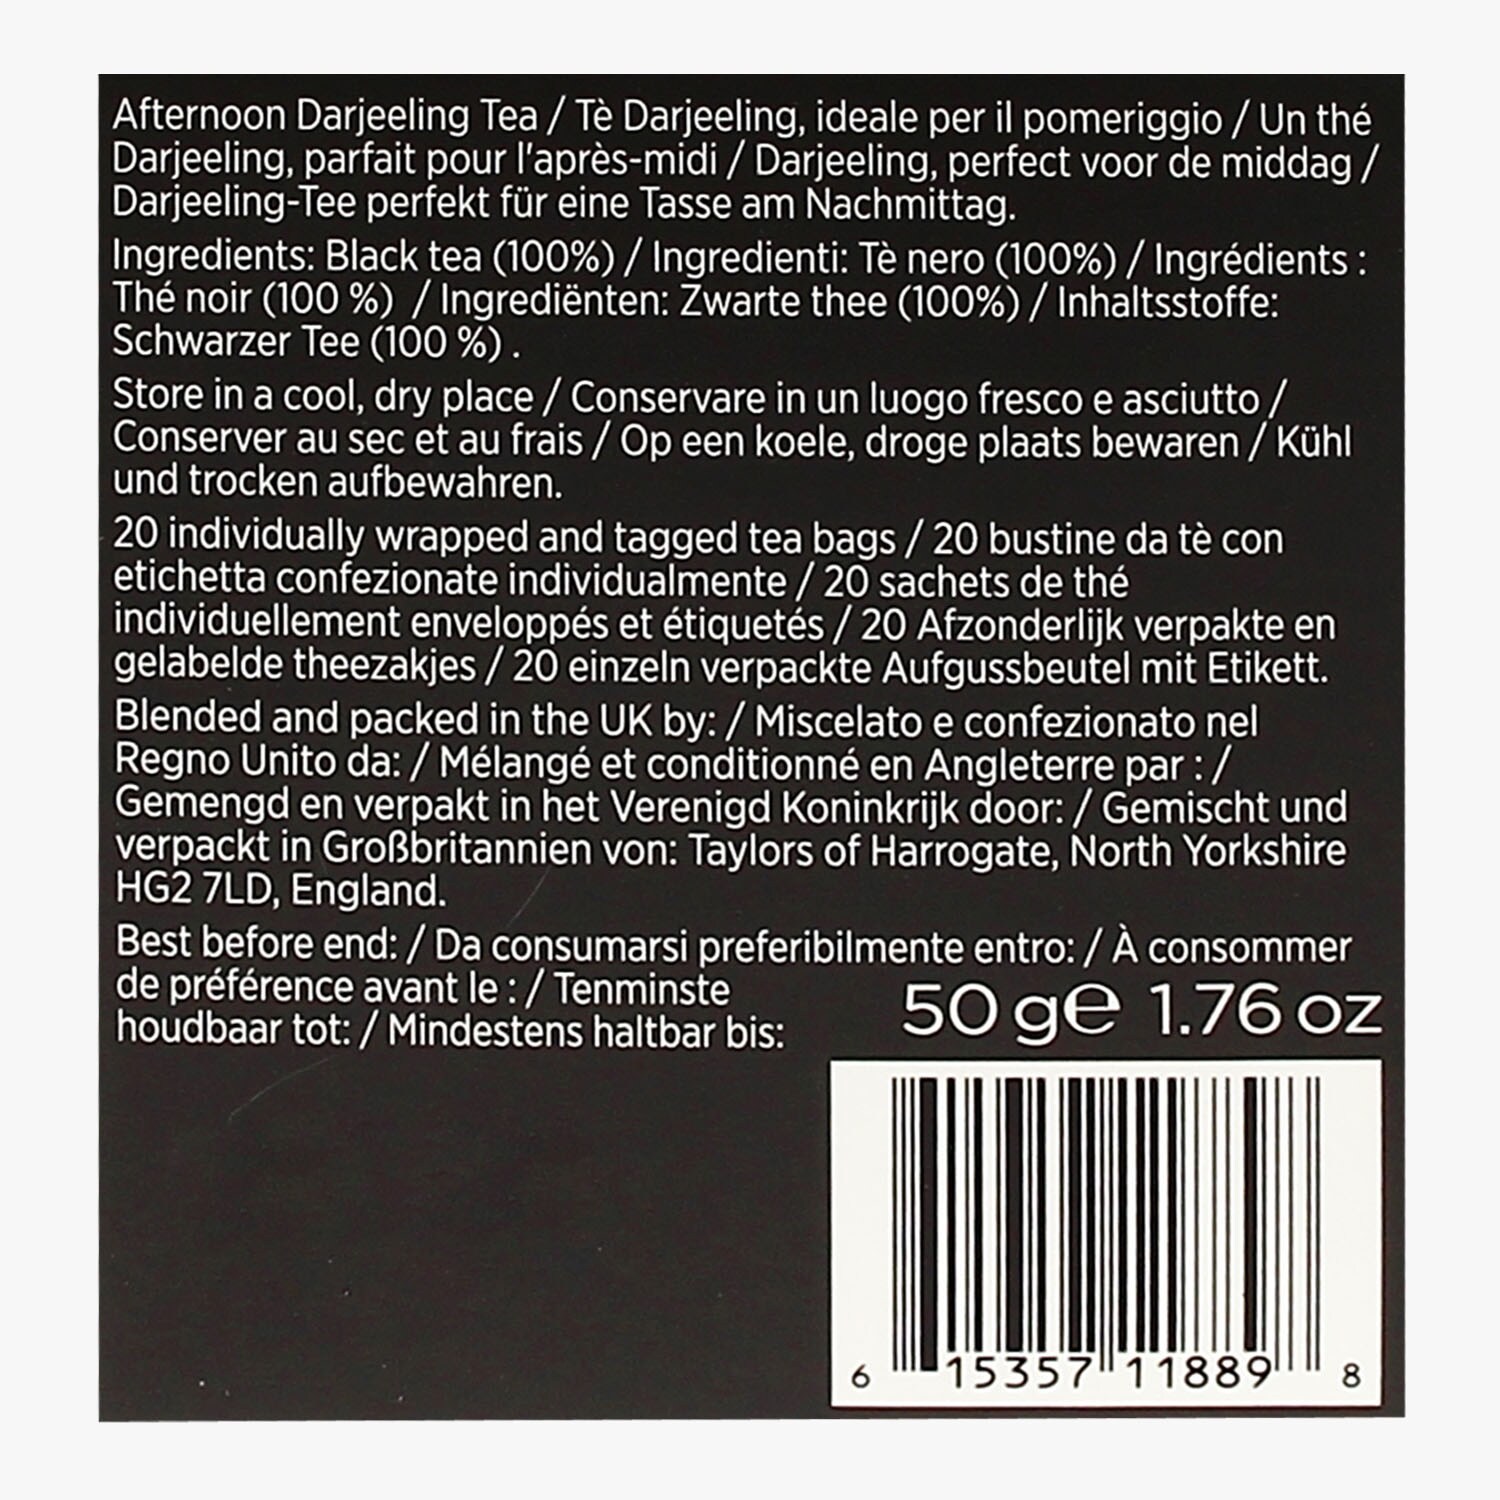 Afternoon Darjeeling Tea / Tè Darjeeling, ideale per il pomeriggio / Un thé
Darjeeling, parfait pour l'après-midi / Darjeeling, perfect voor de middag /
Darjeeling-Tee perfekt für eine Tasse am Nachmittag.
Ingredients: Black tea (100%) / Ingredienti: Tè nero (100%) / Ingrédients :
Thé noir (100 %) / Ingrediënten: Zwarte thee (100%) / Inhaltsstoffe:
Schwarzer Tee (100 %) .
Store in a cool, dry place / Conservare in un luogo fresco e asciutto /
Conserver au sec et au frais / Op een koele, droge plaats bewaren / Kühl
und trocken aufbewahren.
20 individually wrapped and tagged tea bags / 20 bustine da tè con
etichetta confezionate individualmente / 20 sachets de thé
individuellement enveloppés et étiquetés / 20 Afzonderlijk verpakte en
gelabelde theezakjes / 20 einzeln verpackte Aufgussbeutel mit Etikett.
Blended and packed in the UK by: / Miscelato e confezionato nel
Regno Unito da: / Mélangé et conditionné en Angleterre par : /
Gemengd en verpakt in het Verenigd Koninkrijk door: / Gemischt und
verpackt in Großbritannien von: Taylors of Harrogate, North Yorkshire
HG2 7LD, England.
Best before end: / Da consumarsi preferibilmente entro: / À consommer
de préférence avant le : / Tenminste
houdbaar tot: / Mindestens haltbar bis:
50 g℮ 1.76 oz
6 15357 11889 8